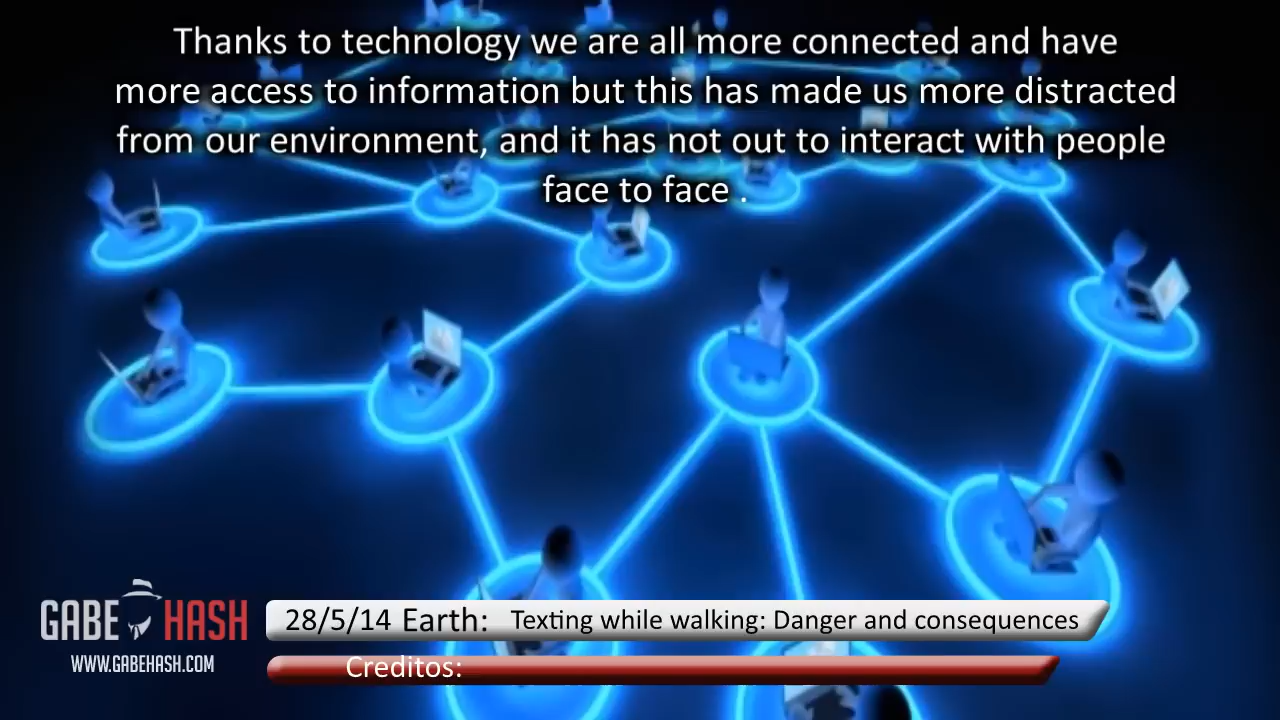 Thanks to technology we are all more connected and have
more access to information but this has made us more distracted
from our environment, and it has not out to interact with people
face to face .
GABE HASH
WWW.GABEHASH.COM
28/5/14 Earth: Texting while walking: Danger and consequences
Creditos: